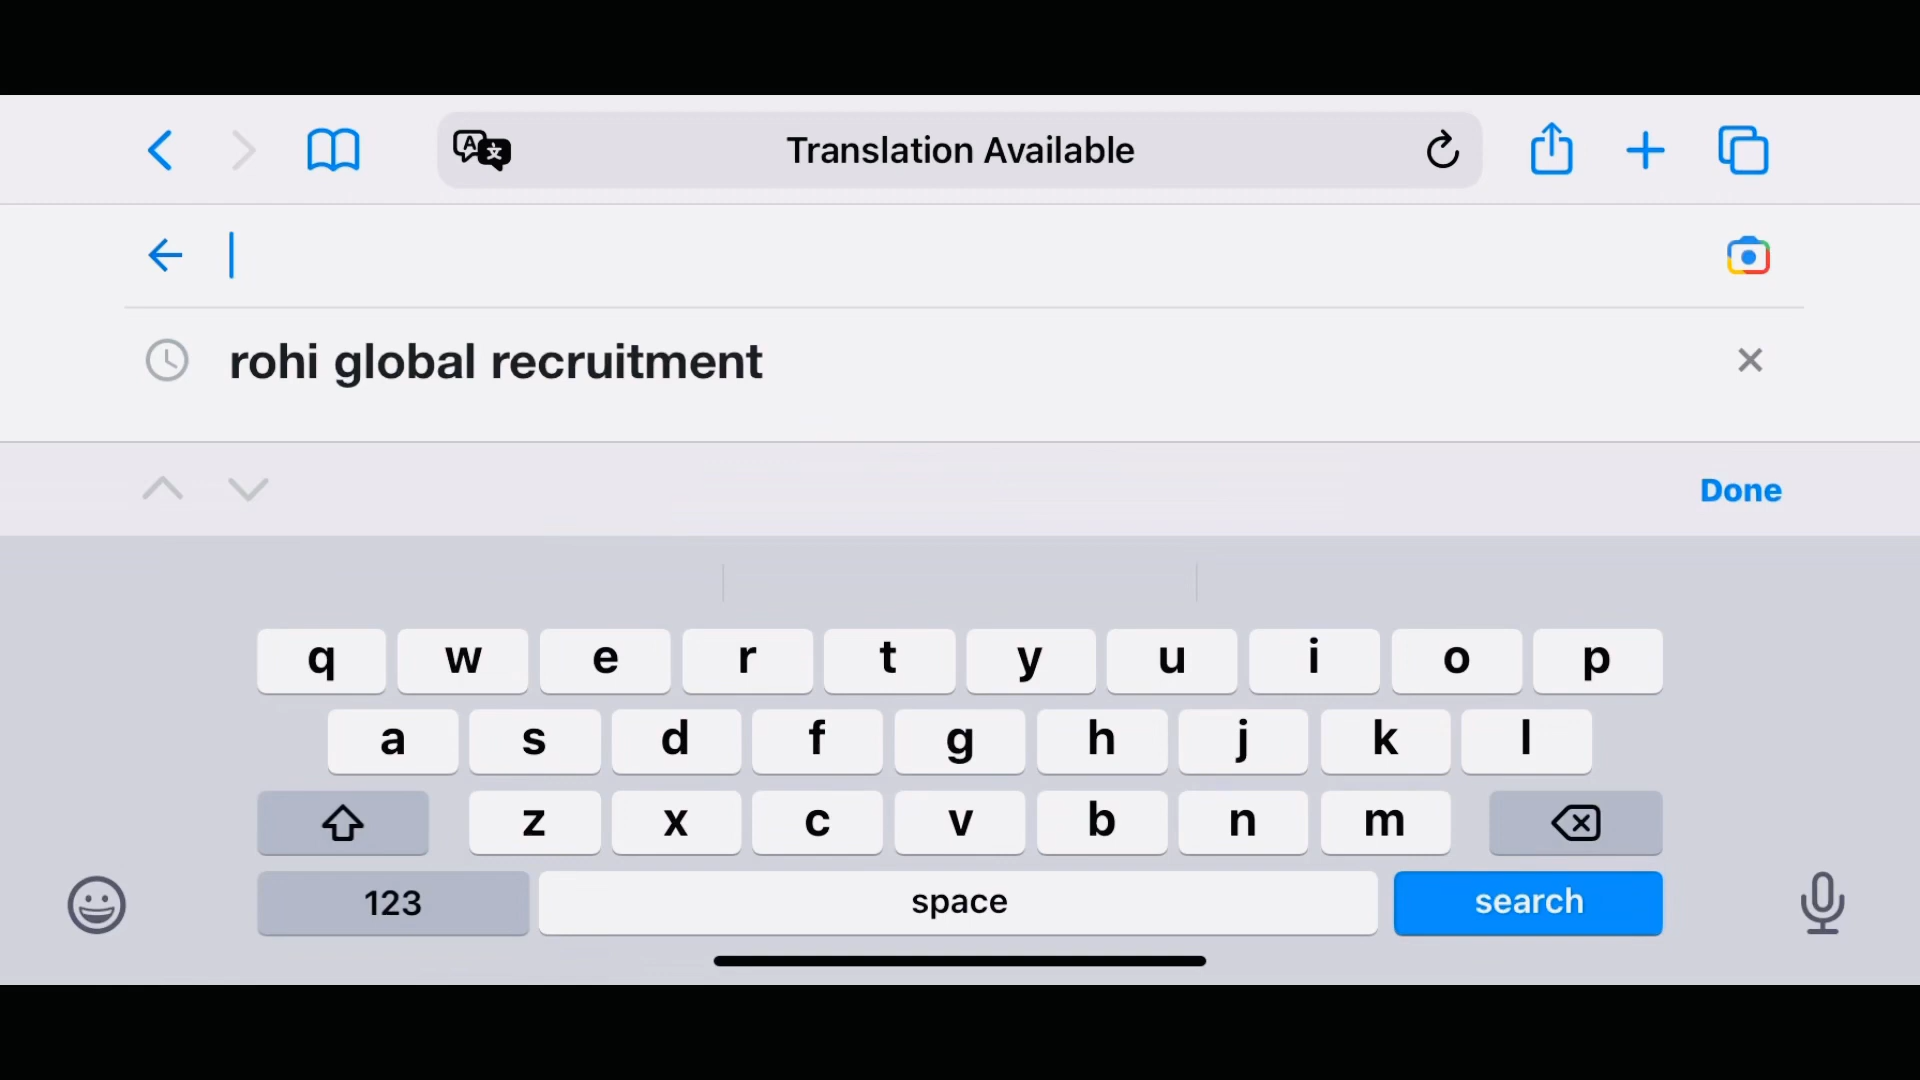 Translation Available
rohi global recruitment
Done
q w e r t y u i o p
a s d f g h j k l
z x c v b n m
123 space search